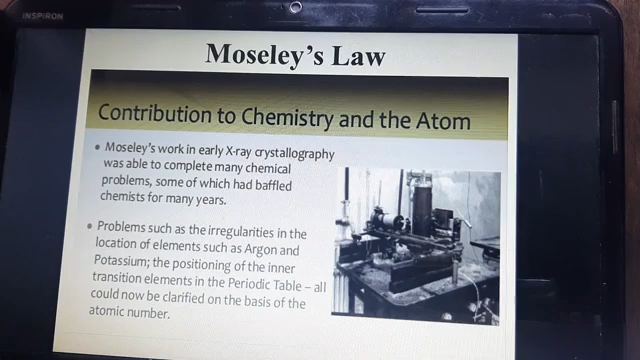 INSPIRON
Moseley's Law
Contribution to Chemistry and the Atom
• Moseley's work in early X-ray crystallography
was able to complete many chemical
problems, some of which had baffled
chemists for many years.
• Problems such as the irregularities in the
location of elements such as Argon and
Potassium; the positioning of the inner
transition elements in the Periodic Table – all
could now be clarified on the basis of the
atomic number.